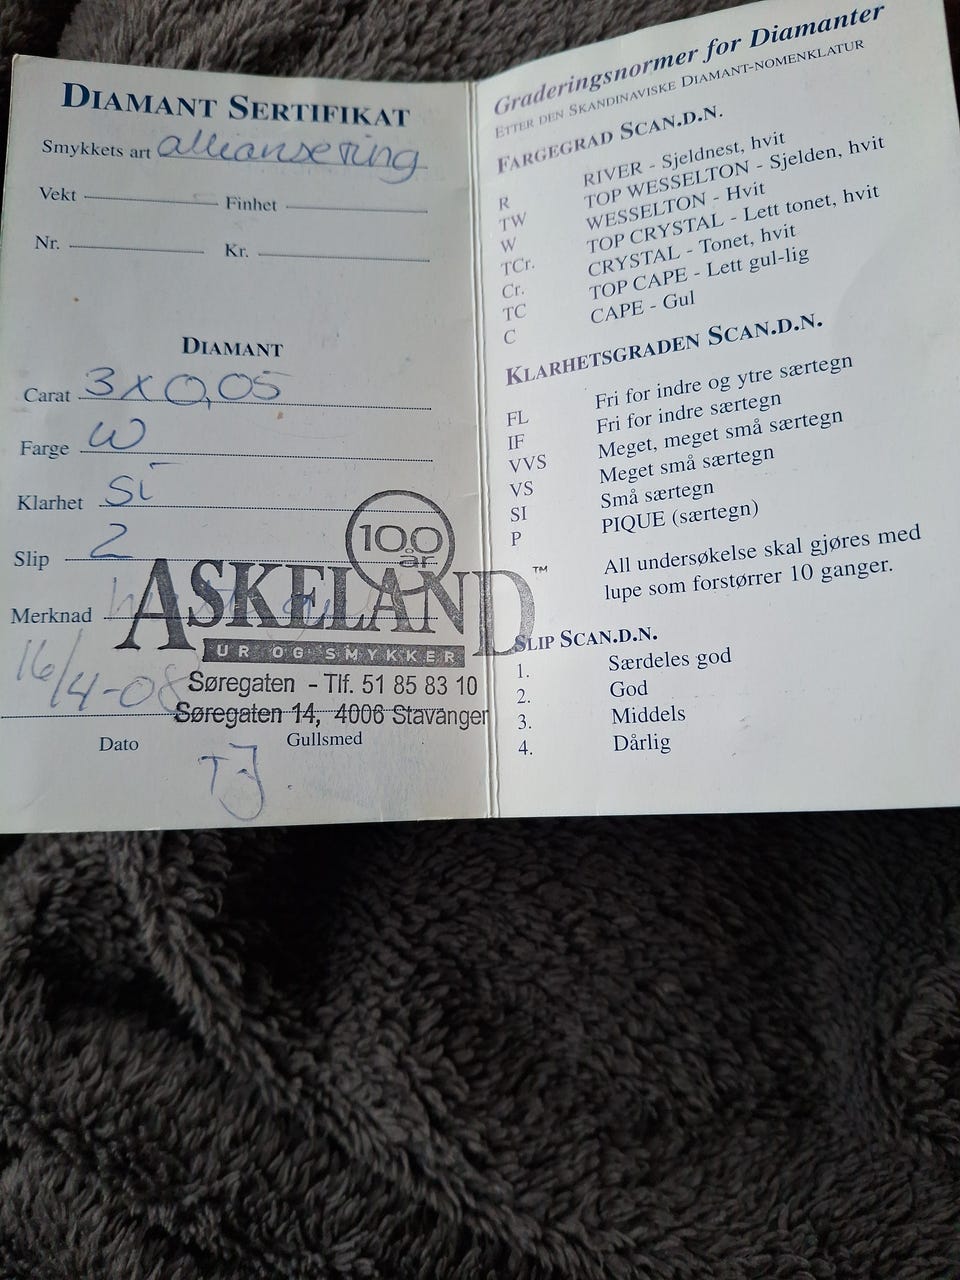 DIAMANT SERTIFIKAT
Smykkets art alliansering
Vekt Finhet
Nr. Kr.
DIAMANT
Carat 3x0,05
Farge W
Klarhet Si
Slip 2
Merknad
100 år
ASKELAND™
UR OG SMYKKER
Søregaten - Tlf. 51 85 83 10
Søregaten 14, 4006 Stavanger
16/4-08
Dato Gullsmed
TJ.
Graderingsnormer for Diamanter
ETTER DEN SKANDINAVISKE DIAMANT-NOMENKLATUR
FARGEGRAD SCAN.D.N.
R RIVER - Sjeldnest, hvit
TW TOP WESSELTON - Sjelden, hvit
W WESSELTON - Hvit
TCr. TOP CRYSTAL - Lett tonet, hvit
Cr. CRYSTAL - Tonet, hvit
TC TOP CAPE - Lett gul-lig
C CAPE - Gul
KLARHETSGRADEN SCAN.D.N.
FL Fri for indre og ytre særtegn
IF Fri for indre særtegn
VVS Meget, meget små særtegn
VS Meget små særtegn
SI Små særtegn
P PIQUE (særtegn)
All undersøkelse skal gjøres med
lupe som forstørrer 10 ganger.
SLIP SCAN.D.N.
1. Særdeles god
2. God
3. Middels
4. Dårlig